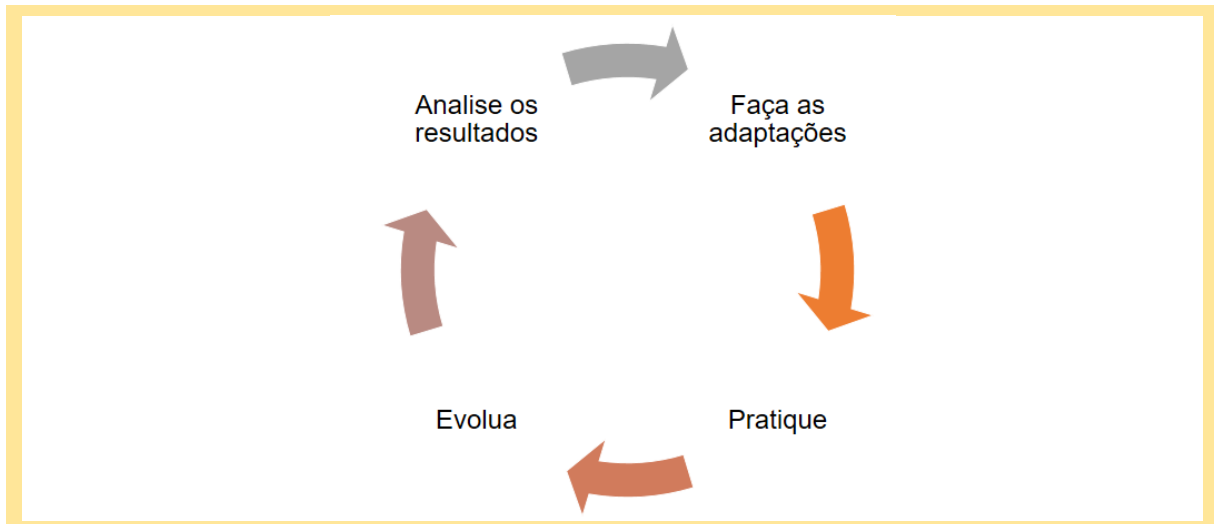 Analise os
resultados
Faça as
adaptações
Pratique
Evolua